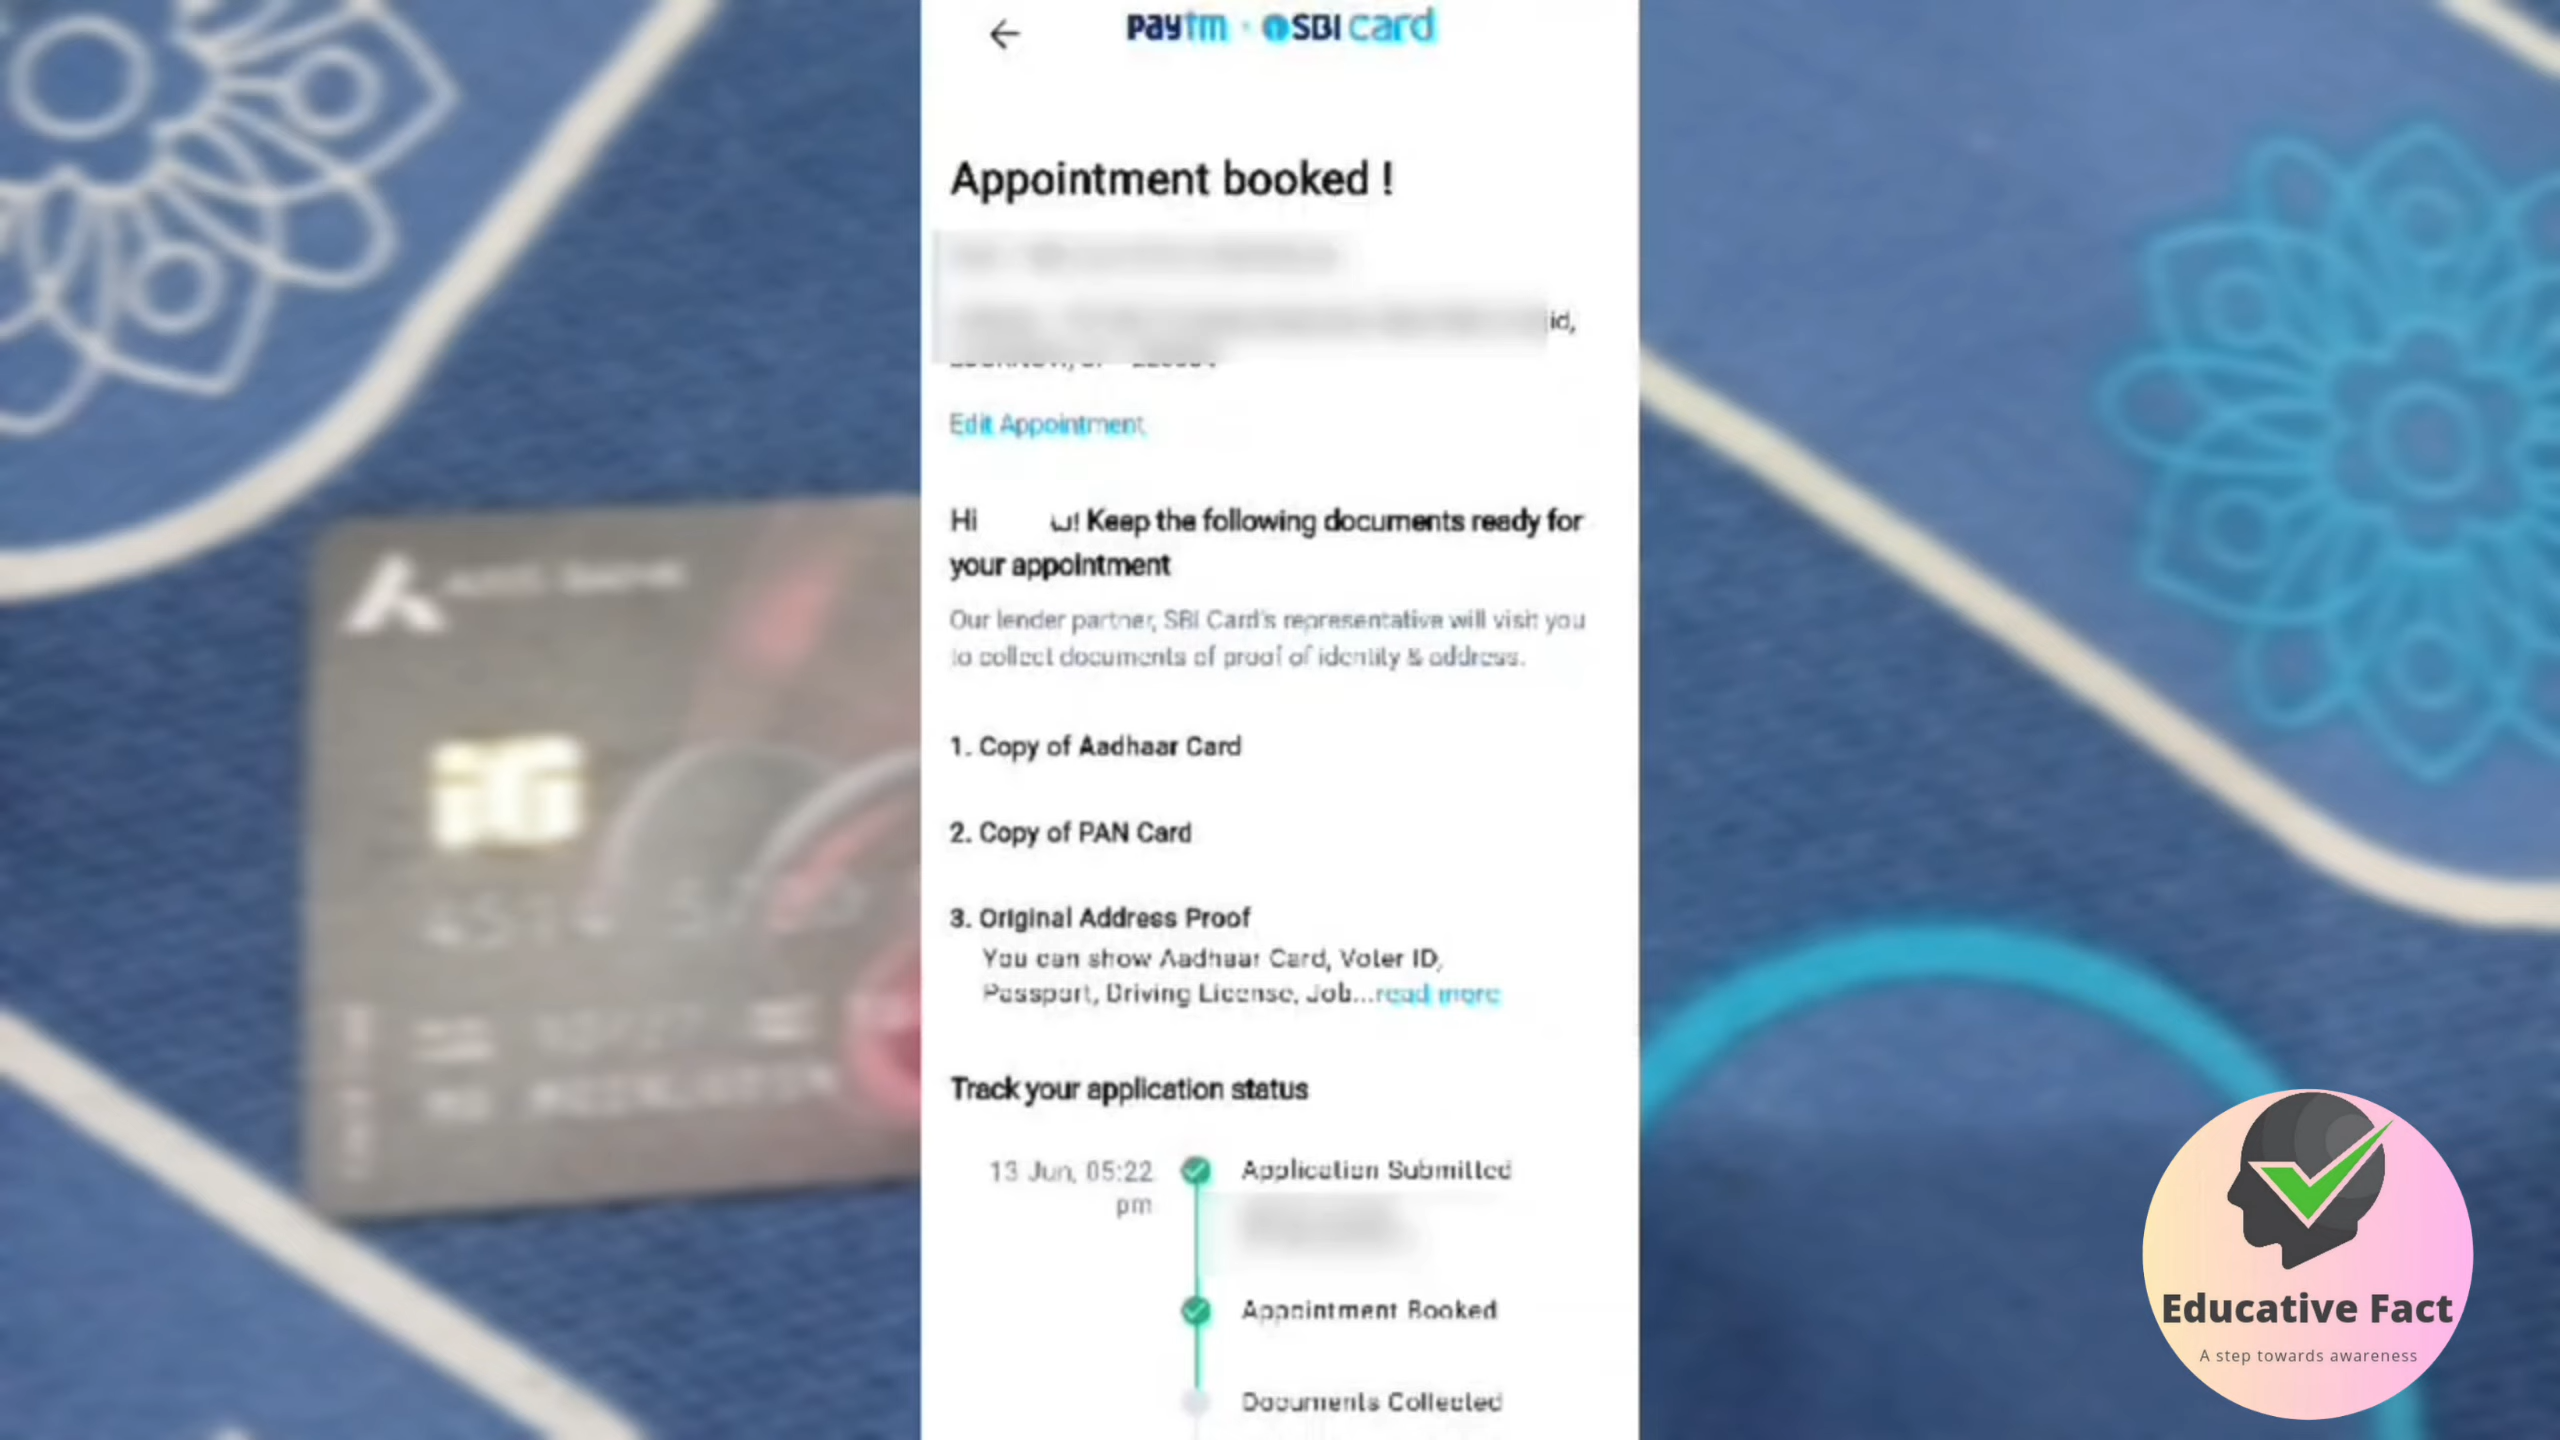 paytm · SBI card
Appointment booked !
id,
Edit Appointment
Hi ! Keep the following documents ready for
your appointment
Our lender partner, SBI Card's representative will visit you
to collect documents of proof of identity & address.
1. Copy of Aadhaar Card
2. Copy of PAN Card
3. Original Address Proof
You can show Aadhaar Card, Voter ID,
Passport, Driving License, Job...read more
Track your application status
13 Jun, 05:22
pm
Application Submitted
Appointment Booked
Documents Collected
AXIS BANK
Educative Fact
A step towards awareness